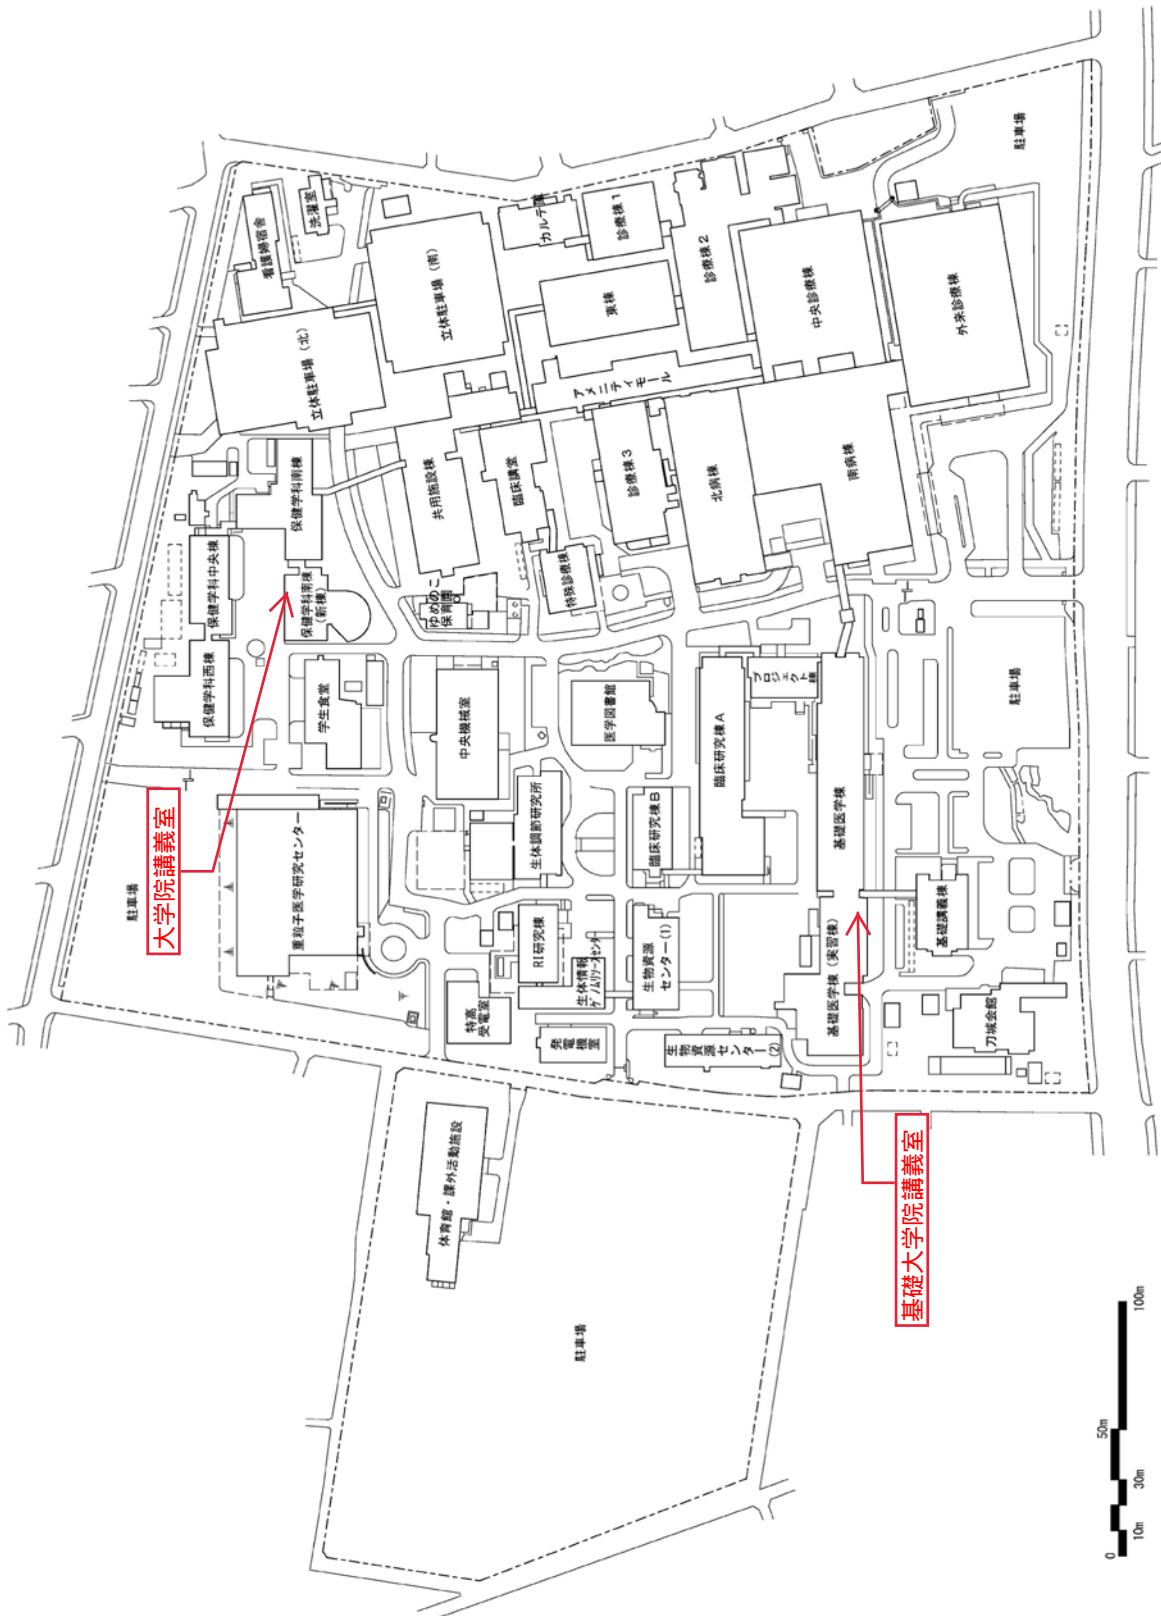 看護婦宿舎
洗濯室
立体駐車場(北)
立体駐車場(南)
カルテ庫
診療棟1
診療棟2
東棟
アメニティモール
中央診療棟
外来診療棟
駐車場
保健学科南棟
保健学科中央棟
保健学科南棟
(新棟)
保健学科西棟
共用施設棟
臨床講堂
診療棟3
北病棟
南病棟
特殊診療棟
ゆめのこ
保育園
学生食堂
中央機械室
医学図書館
プロジェクト棟
臨床研究棟A
基礎医学棟
駐車場
大学院講義室
駐車場
重粒子医学研究センター
生体調節研究所
臨床研究棟B
RI研究棟
生体情報
ゲノムリソースセンター
生物資源
センター(1)
特高
受電室
発電
機室
生物資源センター(2)
基礎医学棟(実習棟)
基礎講義棟
刀城会館
体育館・課外活動施設
駐車場
基礎大学院講義室
0
10m
30m
50m
100m